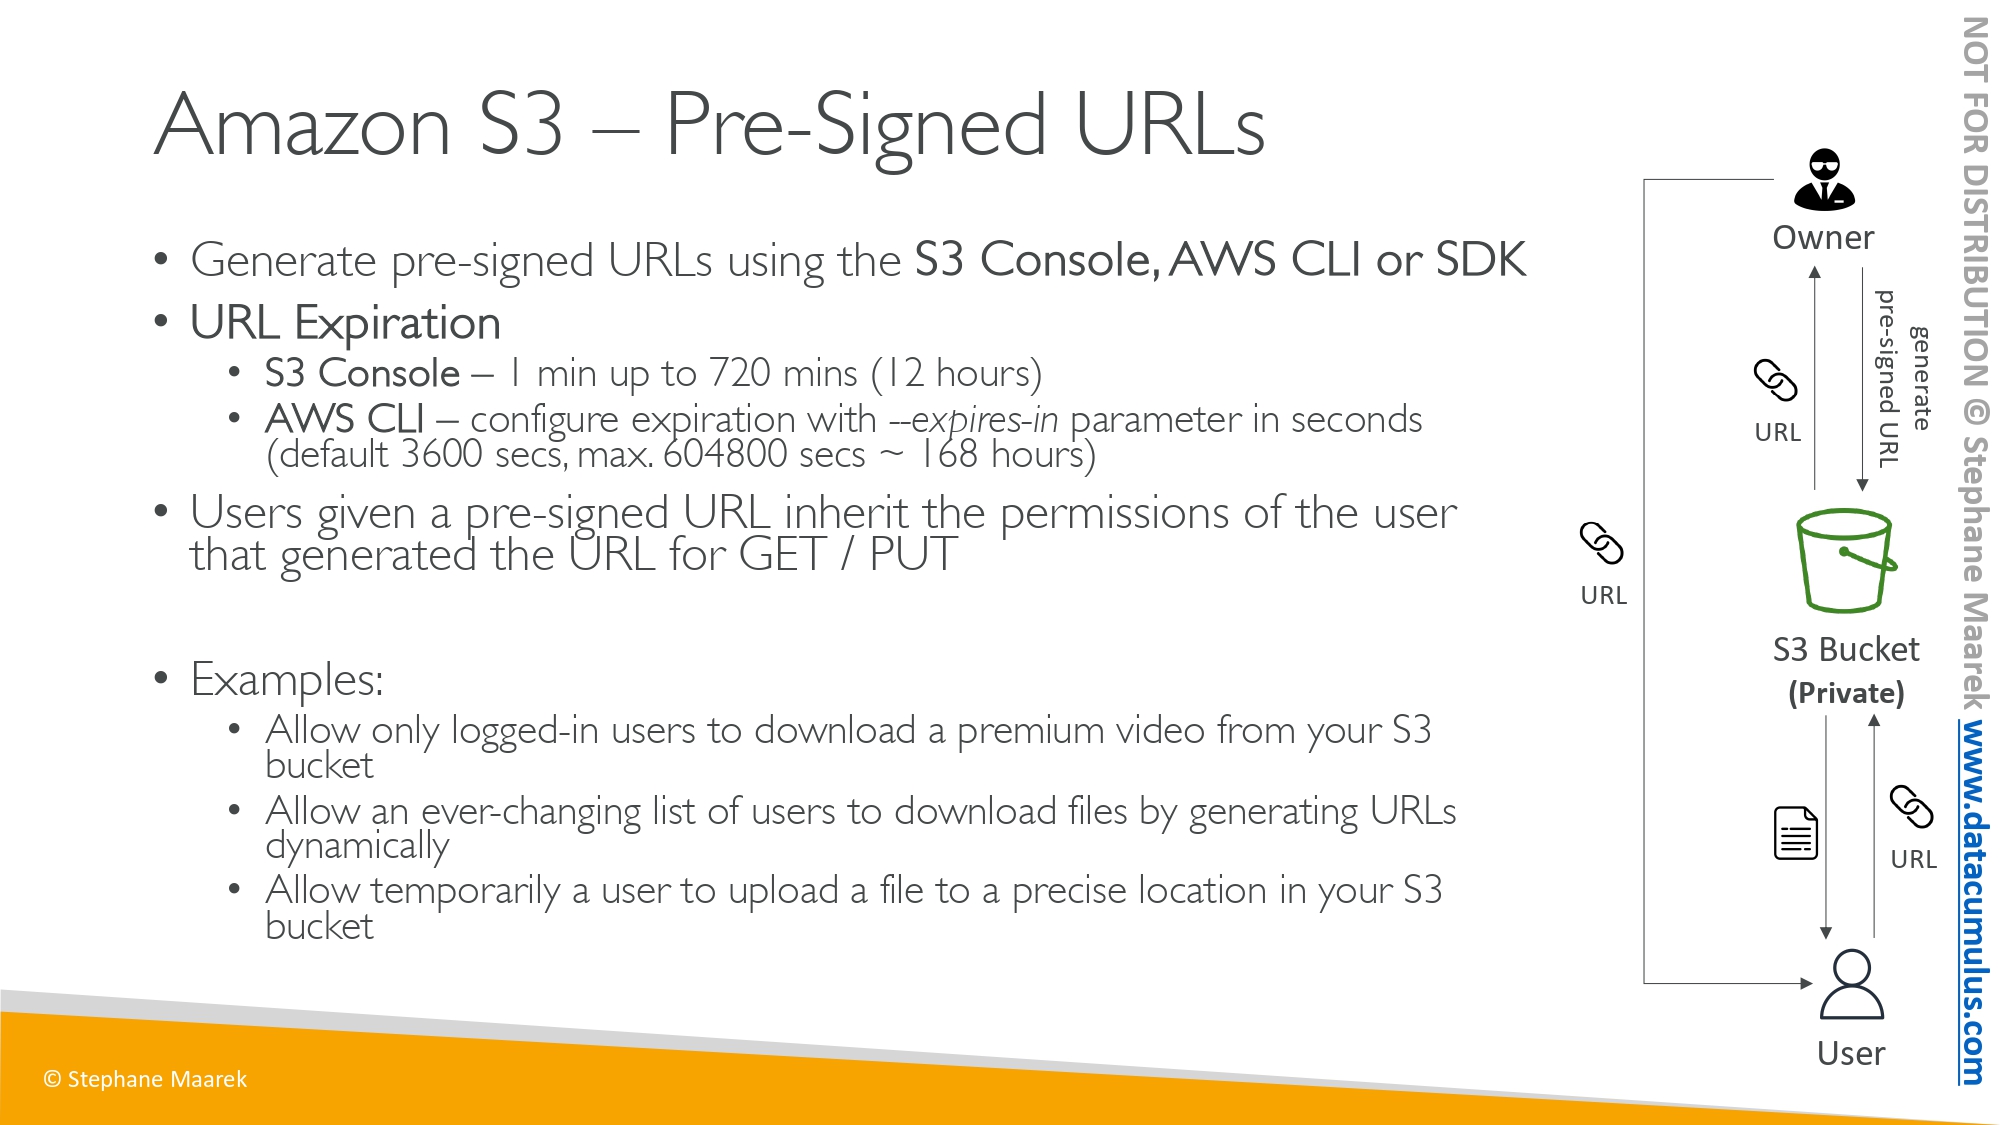 Amazon S3 – Pre-Signed URLs
• Generate pre-signed URLs using the S3 Console, AWS CLI or SDK
• URL Expiration
• S3 Console – 1 min up to 720 mins (12 hours)
• AWS CLI – configure expiration with --expires-in parameter in seconds
(default 3600 secs, max. 604800 secs ~ 168 hours)
• Users given a pre-signed URL inherit the permissions of the user
that generated the URL for GET / PUT
• Examples:
• Allow only logged-in users to download a premium video from your S3
bucket
• Allow an ever-changing list of users to download files by generating URLs
dynamically
• Allow temporarily a user to upload a file to a precise location in your S3
bucket
Owner
generate
pre-signed URL
URL
URL
S3 Bucket
(Private)
URL
User
© Stephane Maarek
NOT FOR DISTRIBUTION © Stephane Maarek www.datacumulus.com